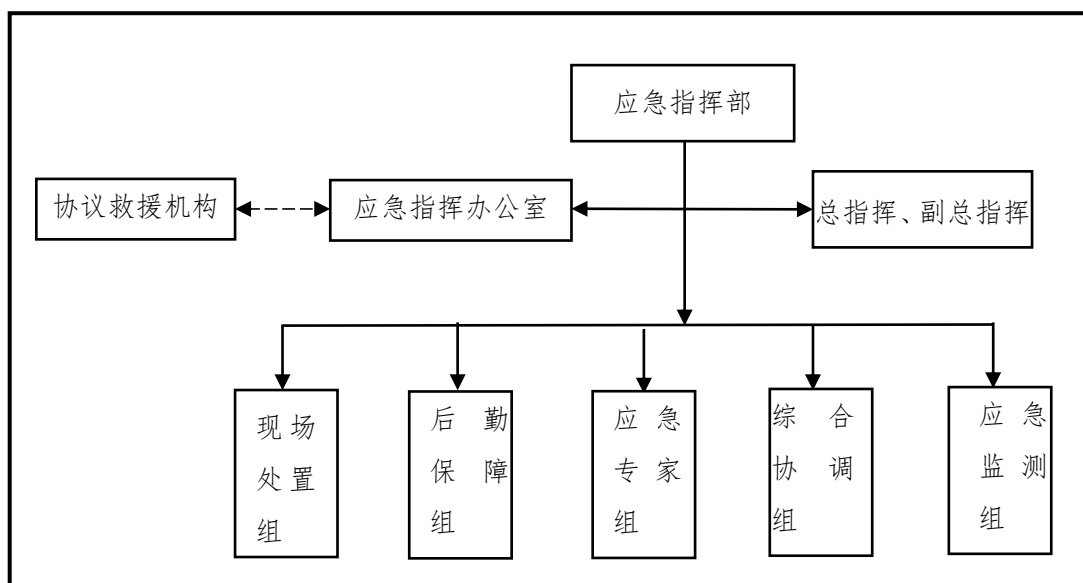 应急指挥部
协议救援机构
应急指挥办公室
总指挥、副总指挥
现场
处置
组
后勤
保障
组
应急
专家
组
综合
协调
组
应急
监测
组